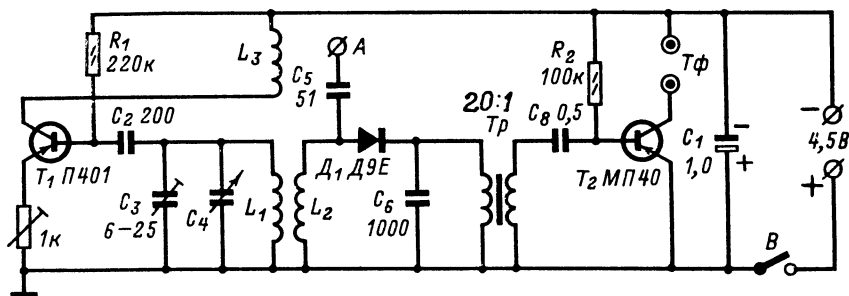 R1
220к
L3
A
C5
51
R2
100к
Тф
C2 200
20:1
Тр
C8 0,5
−
4,5В
+
C1
1,0
−
+
T1 П401
Д1 Д9Е
T2 МП40
C3
6–25
C4
L1
L2
C6
1000
1к
В